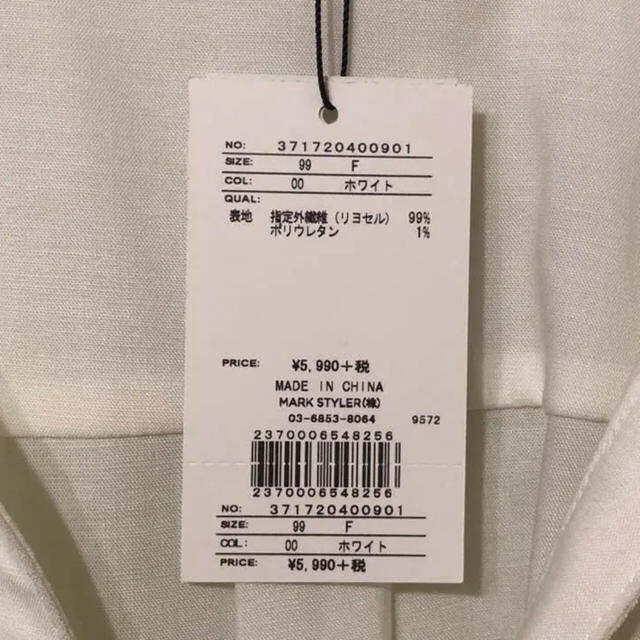 NO: 371720400901
SIZE: 99 F
COL: 00 ホワイト
QUAL:
表地 指定外繊維(リヨセル) 99%
ポリウレタン 1%
PRICE: ¥5,990+税
MADE IN CHINA
MARK STYLER(株)
03-6853-8064 9572
2370006548256
2370006548256
NO: 371720400901
SIZE: 99 F
COL: 00 ホワイト
PRICE: ¥5,990+税